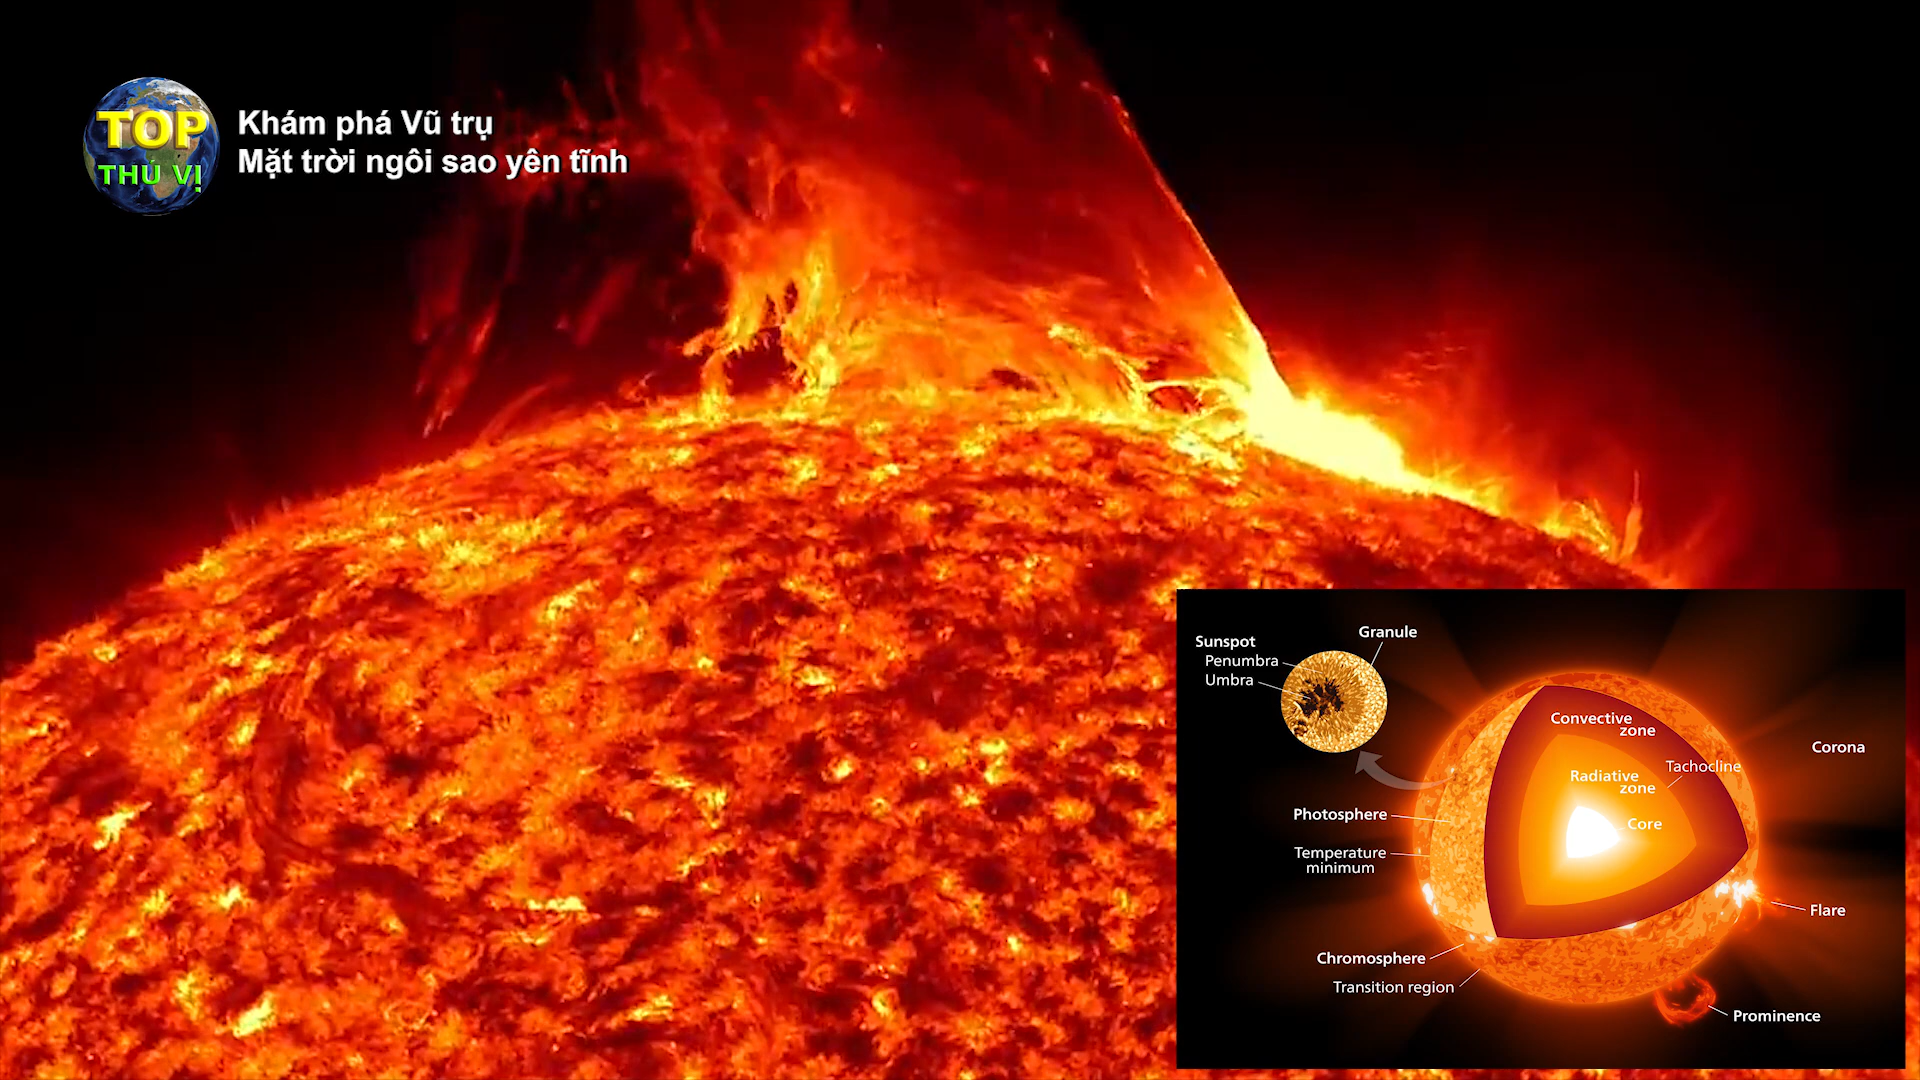 TOP
THÚ VỊ
Khám phá Vũ trụ
Mặt trời ngôi sao yên tĩnh
Sunspot
Penumbra
Umbra
Granule
Convective
zone
Radiative
zone
Tachocline
Core
Corona
Photosphere
Temperature
minimum
Flare
Chromosphere
Transition region
Prominence